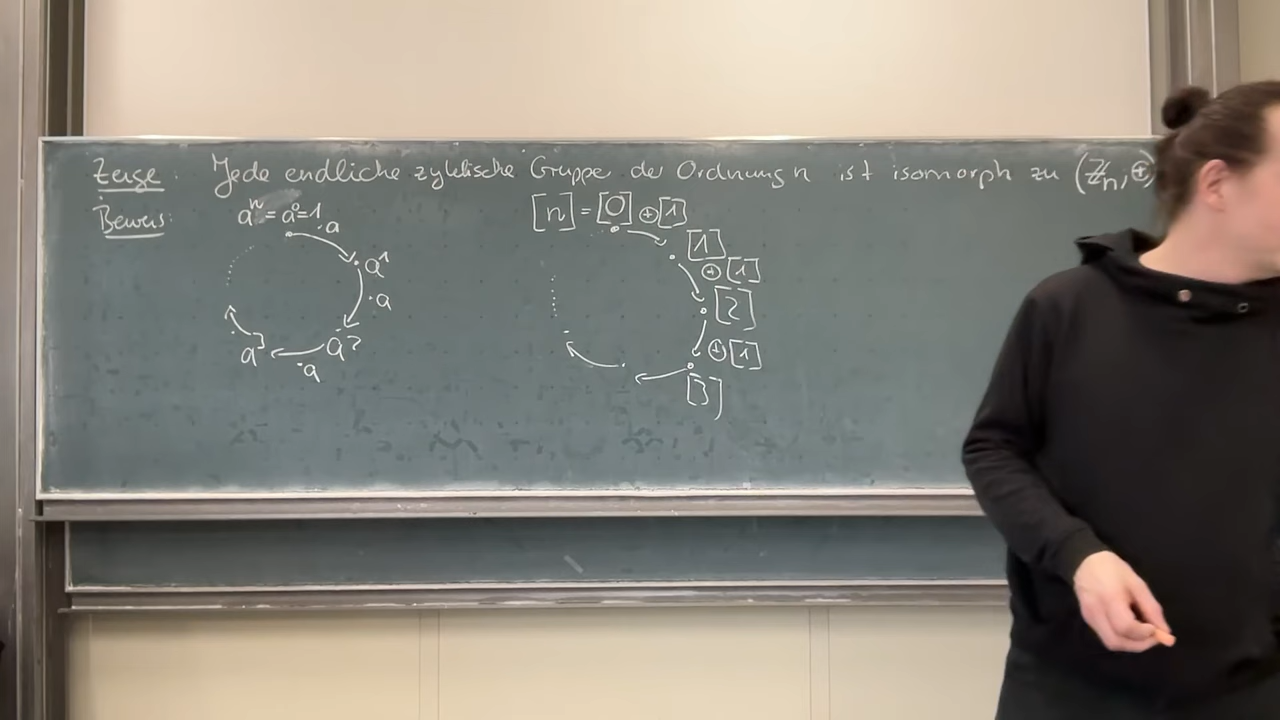 Zeige: Jede endliche zyklische Gruppe der Ordnung n ist isomorph zu (ℤₙ,⊕)
Beweis:
aⁿ = a⁰ = 1
·a
a¹
·a
a²
·a
a³
[n] = [0] ⊕ [1]
[1]
⊕ [1]
[2]
⊕ [1]
[3]